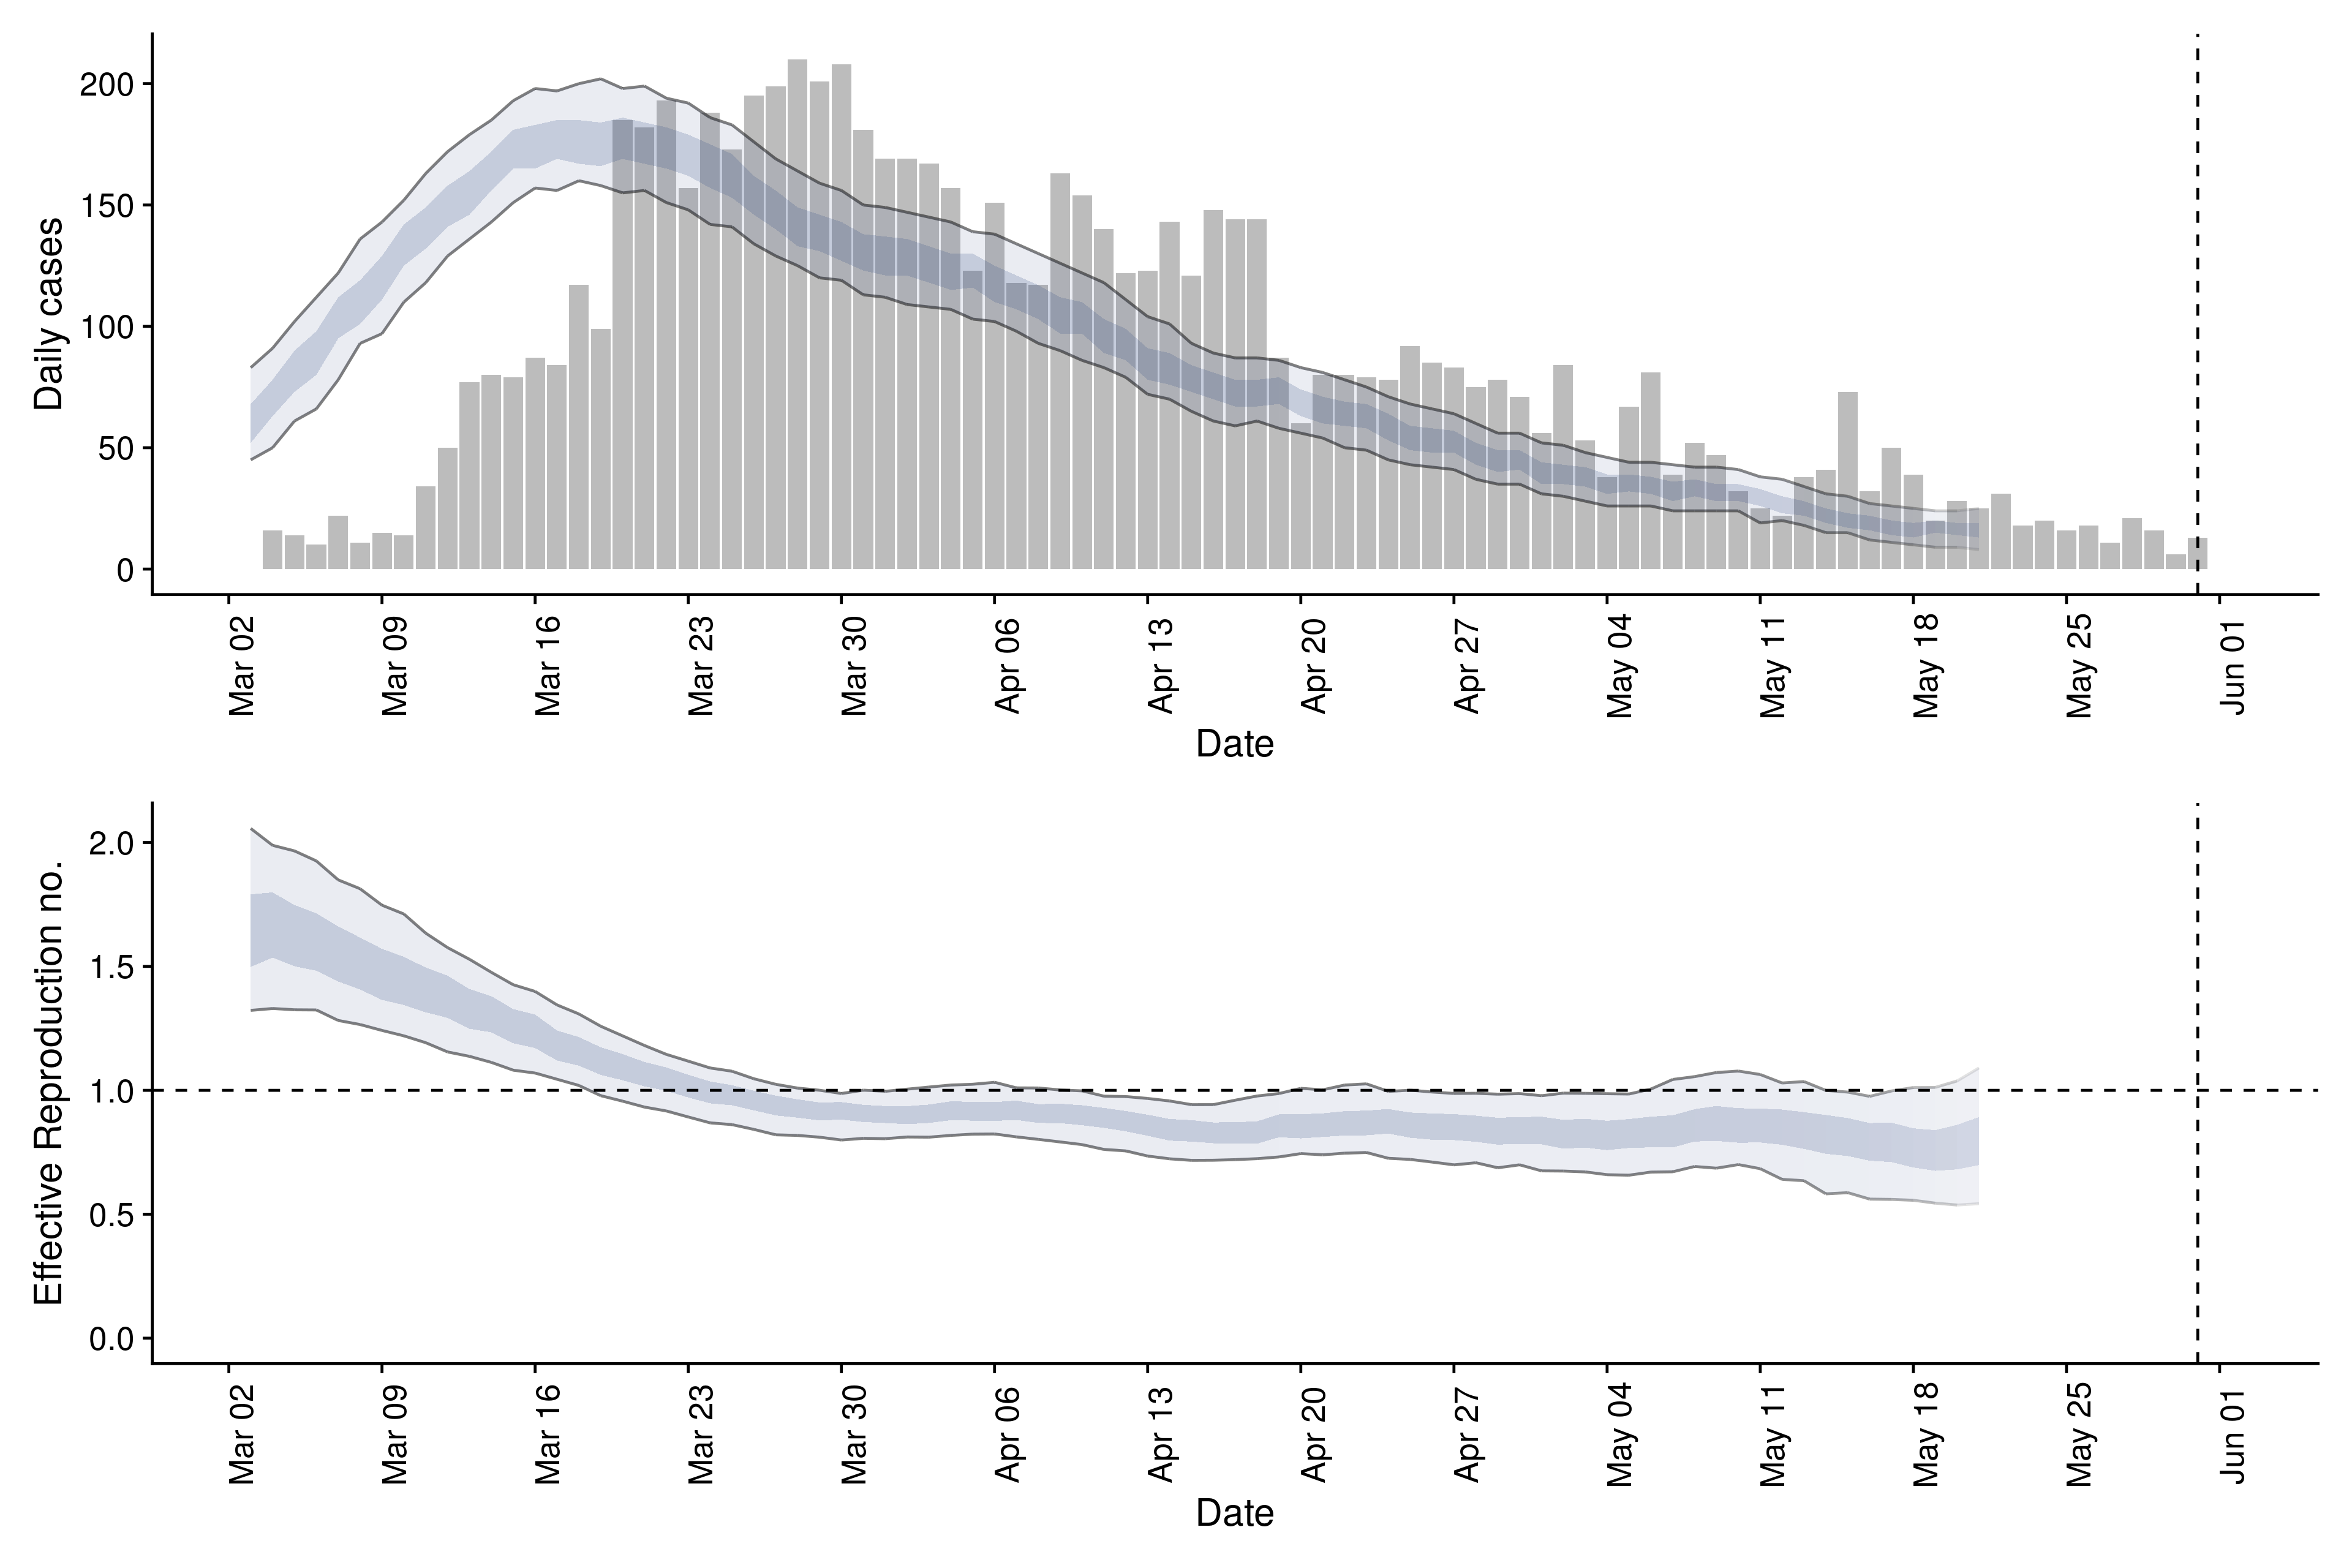 Daily cases
200
150
100
50
0
Mar 02
Mar 09
Mar 16
Mar 23
Mar 30
Apr 06
Apr 13
Apr 20
Apr 27
May 04
May 11
May 18
May 25
Jun 01
Date
Effective Reproduction no.
2.0
1.5
1.0
0.5
0.0
Mar 02
Mar 09
Mar 16
Mar 23
Mar 30
Apr 06
Apr 13
Apr 20
Apr 27
May 04
May 11
May 18
May 25
Jun 01
Date